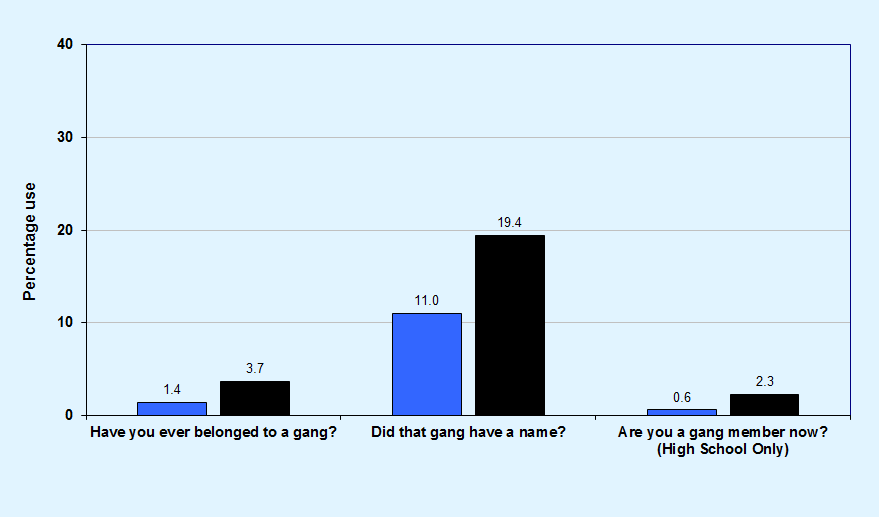 40
30
20
10
0
Percentage use
1.4
3.7
11.0
19.4
0.6
2.3
Have you ever belonged to a gang?
Did that gang have a name?
Are you a gang member now?
(High School Only)